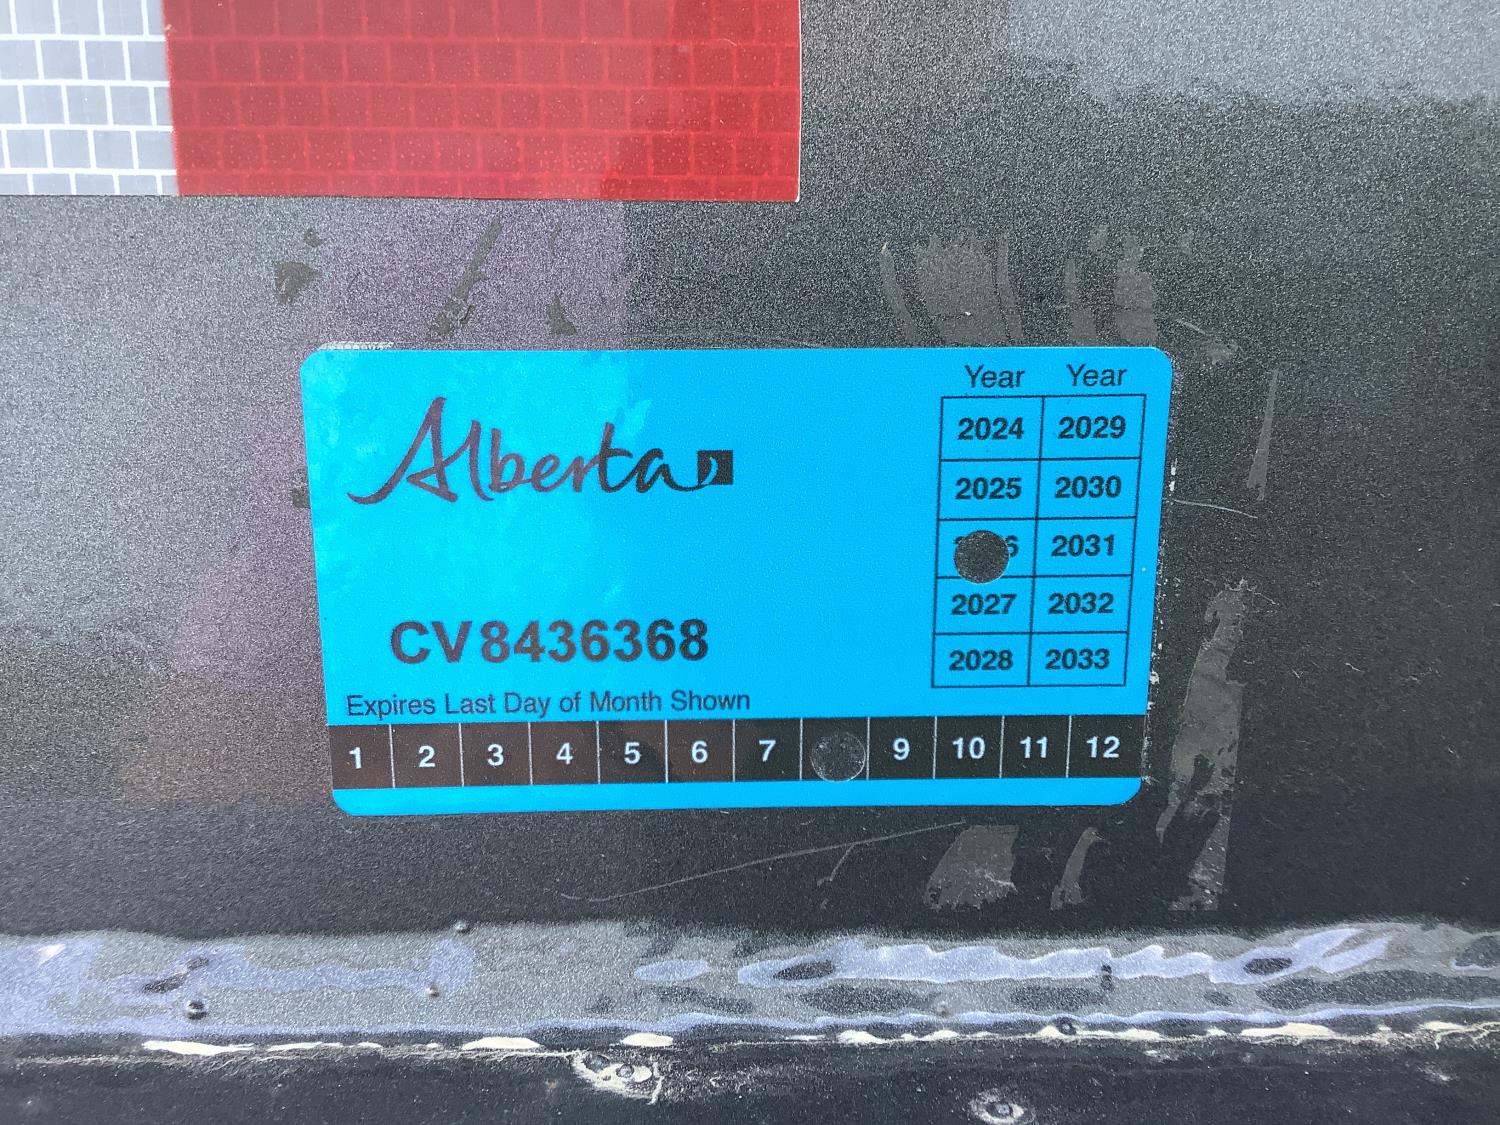 Alberta
Year Year
2024 2029
2025 2030
6 2031
2027 2032
2028 2033
CV8436368
Expires Last Day of Month Shown
1 2 3 4 5 6 7 9 10 11 12